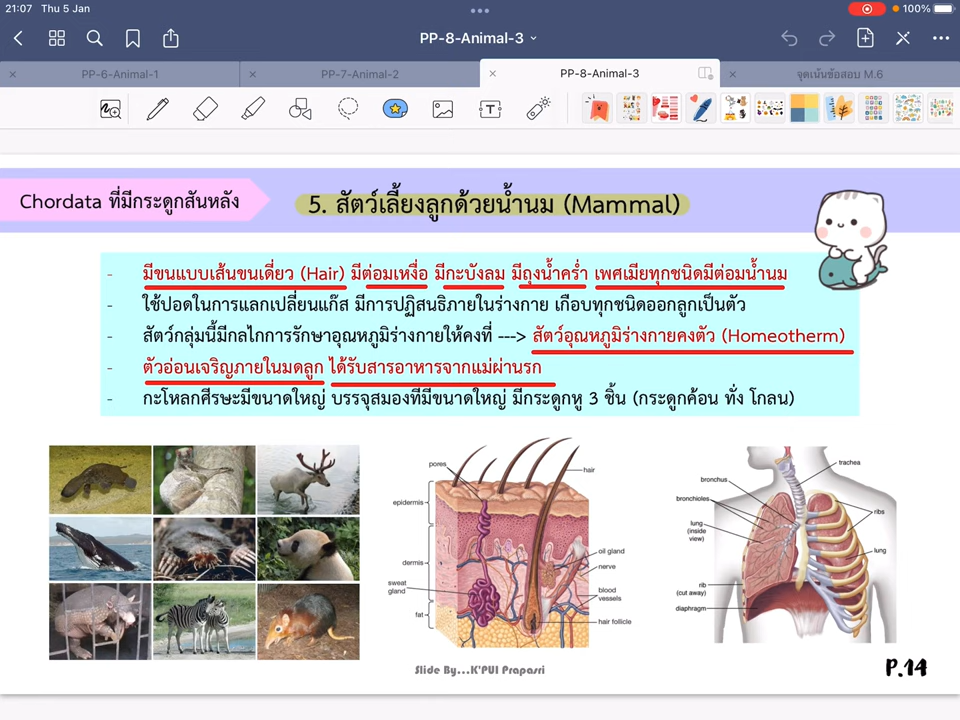 21:07 Thu 5 Jan
100%
PP-8-Animal-3
PP-6-Animal-1
PP-7-Animal-2
PP-8-Animal-3
จุดเน้นข้อสอบ M.6
Chordata ที่มีกระดูกสันหลัง
5. สัตว์เลี้ยงลูกด้วยน้ำนม (Mammal)
- มีขนแบบเส้นขนเดี่ยว (Hair) มีต่อมเหงื่อ มีกะบังลม มีถุงน้ำคร่ำ เพศเมียทุกชนิดมีต่อมน้ำนม
- ใช้ปอดในการแลกเปลี่ยนแก๊ส มีการปฏิสนธิภายในร่างกาย เกือบทุกชนิดออกลูกเป็นตัว
- สัตว์กลุ่มนี้มีกลไกการรักษาอุณหภูมิร่างกายให้คงที่ ---> สัตว์อุณหภูมิร่างกายคงตัว (Homeotherm)
- ตัวอ่อนเจริญภายในมดลูก ได้รับสารอาหารจากแม่ผ่านรก
- กะโหลกศีรษะมีขนาดใหญ่ บรรจุสมองที่มีขนาดใหญ่ มีกระดูกหู 3 ชิ้น (กระดูกค้อน ทั่ง โกลน)
pores
hair
epidermis
dermis
sweat
gland
fat
oil gland
nerve
blood
vessels
hair follicle
trachea
bronchus
bronchioles
ribs
lung
(inside
view)
lung
rib
(cut away)
diaphragm
Slide By...K'PUI Prapasri
P.14